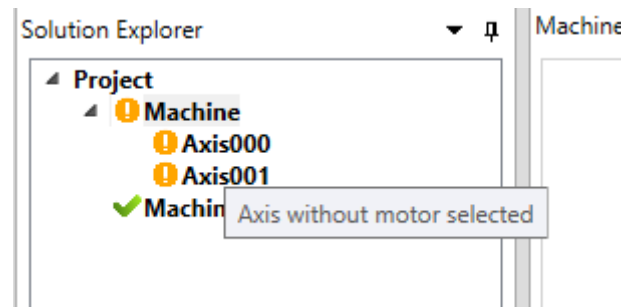 Solution Explorer
Machine
Project
Machine
Axis000
Axis001
Machin
Axis without motor selected